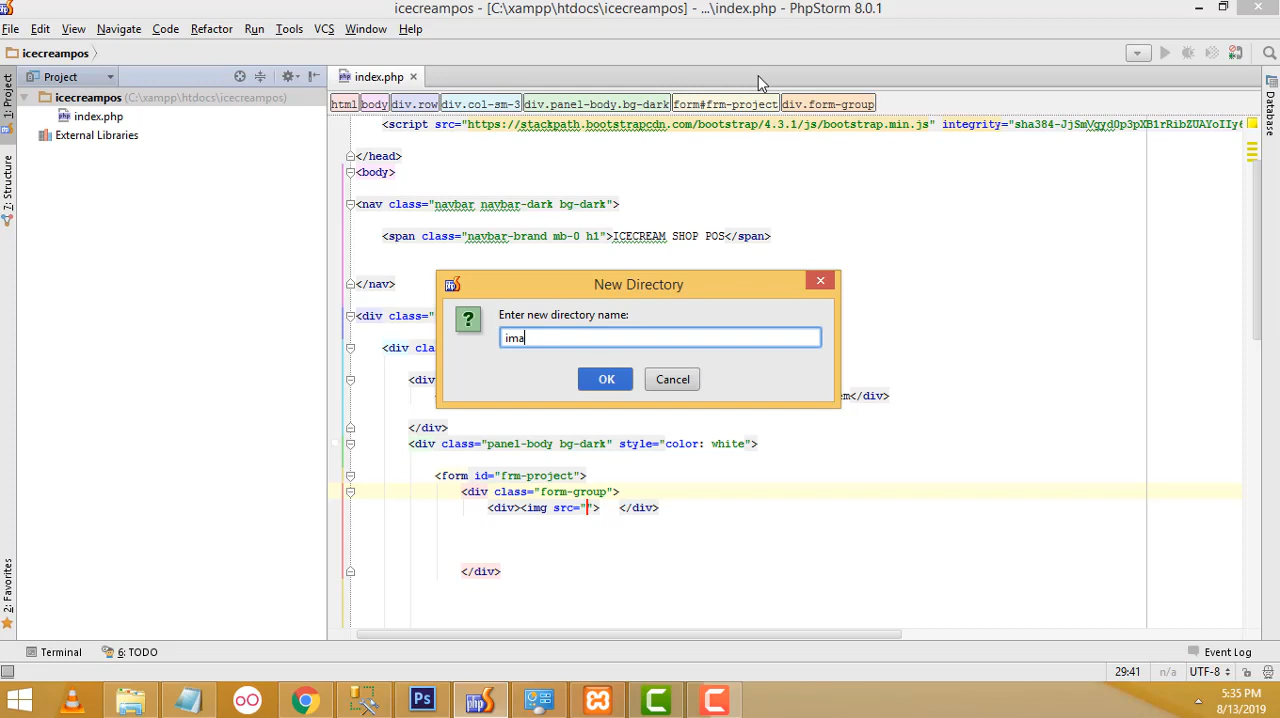 icecreampos - [C:\xampp\htdocs\icecreampos] - ...\index.php - PhpStorm 8.0.1
File Edit View Navigate Code Refactor Run Tools VCS Window Help
icecreampos
Project
index.php
html body div.row div.col-sm-3 div.panel-body.bg-dark form#frm-project div.form-group
1: Project
7: Structure
2: Favorites
Database
icecreampos (C:\xampp\htdocs\icecreampos)
index.php
External Libraries
<script src="https://stackpath.bootstrapcdn.com/bootstrap/4.3.1/js/bootstrap.min.js" integrity="sha384-JjSmVgyd0p3pXB1rRibZUAYoIIy6
</head>
<body>
<nav class="navbar navbar-dark bg-dark">
<span class="navbar-brand mb-0 h1">ICECREAM SHOP POS</span>
</nav>
<div class="
<div cla
<div
em</div>
</div>
<div class="panel-body bg-dark" style="color: white">
<form id="frm-project">
<div class="form-group">
<div><img src=""> </div>
</div>
New Directory
?
Enter new directory name:
ima
OK Cancel
Terminal 6: TODO Event Log
29:41 n/a UTF-8
Ps
php
C C
5:35 PM
8/13/2019